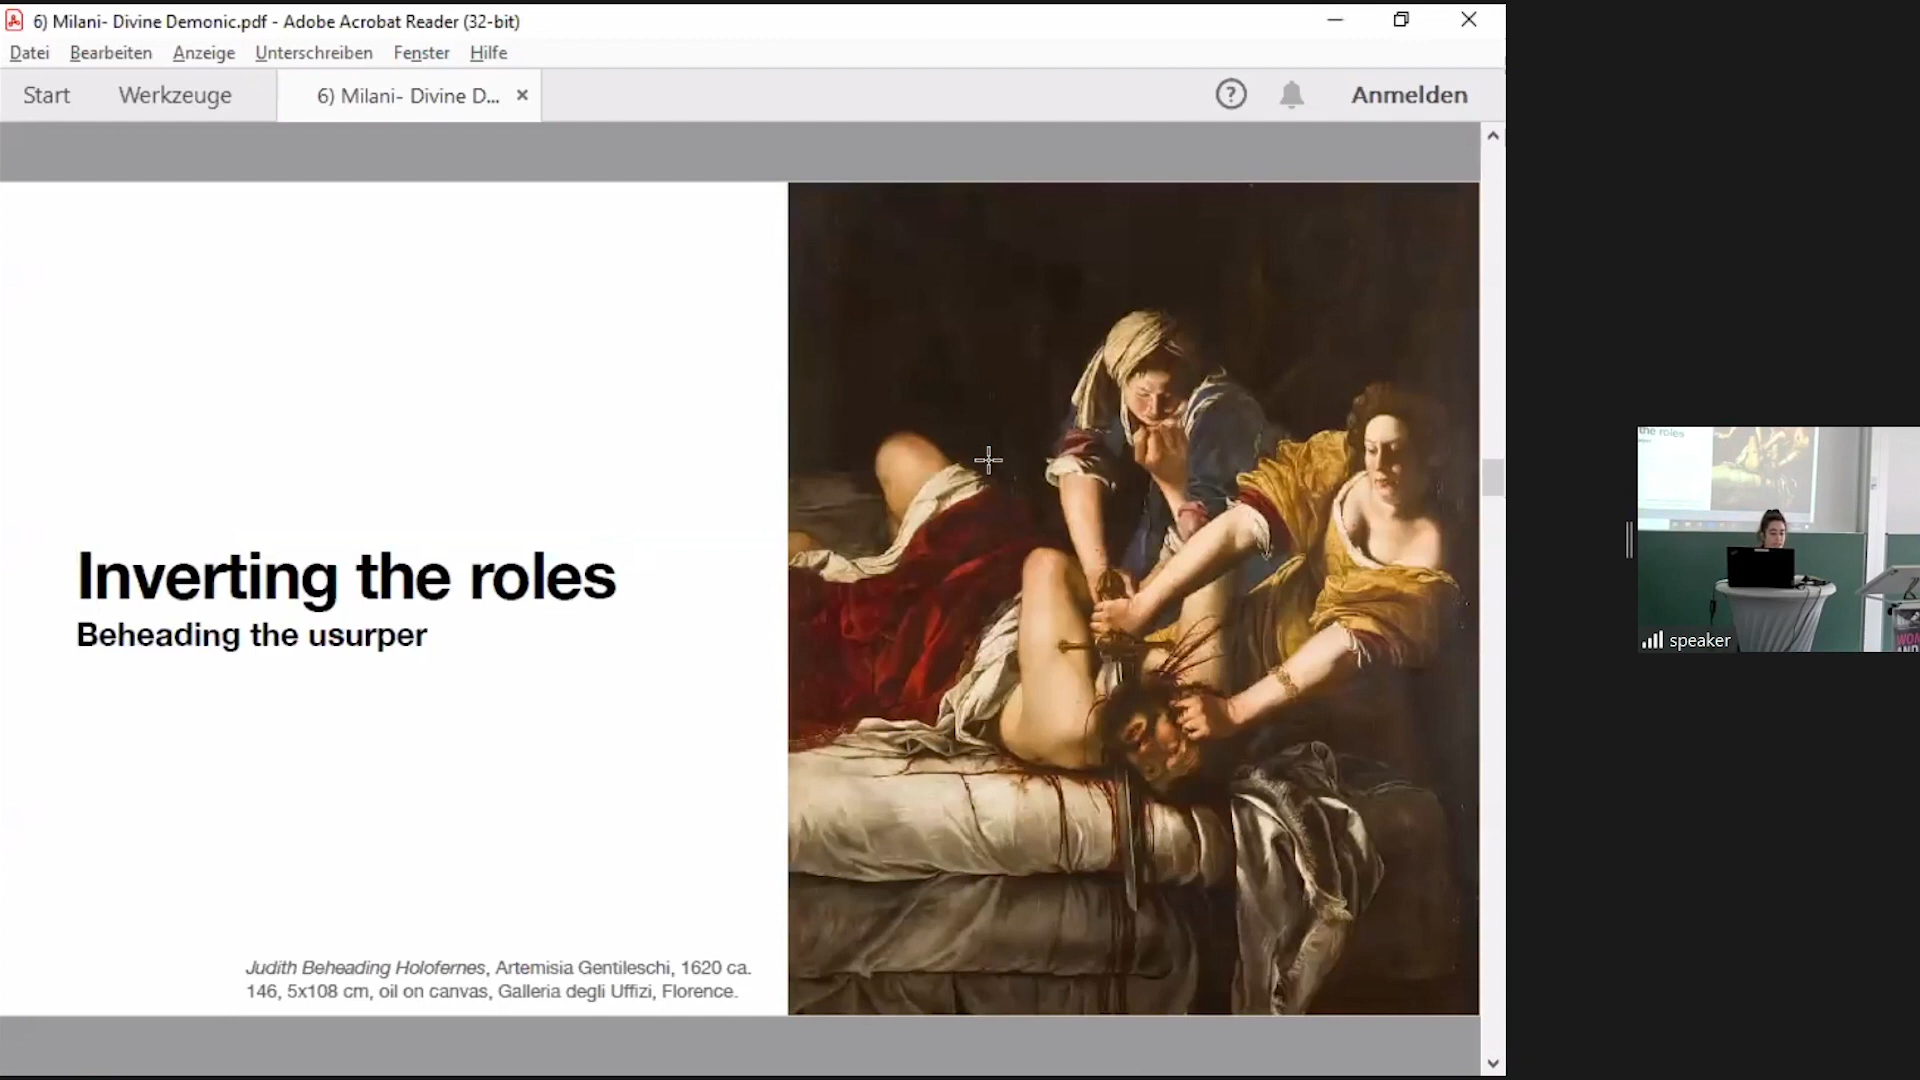 6) Milani- Divine Demonic.pdf - Adobe Acrobat Reader (32-bit)
Datei Bearbeiten Anzeige Unterschreiben Fenster Hilfe
Start Werkzeuge 6) Milani- Divine D... Anmelden
Inverting the roles
Beheading the usurper
Judith Beheading Holofernes, Artemisia Gentileschi, 1620 ca.
146, 5x108 cm, oil on canvas, Galleria degli Uffizi, Florence.
the roles
speaker
WOM
AND